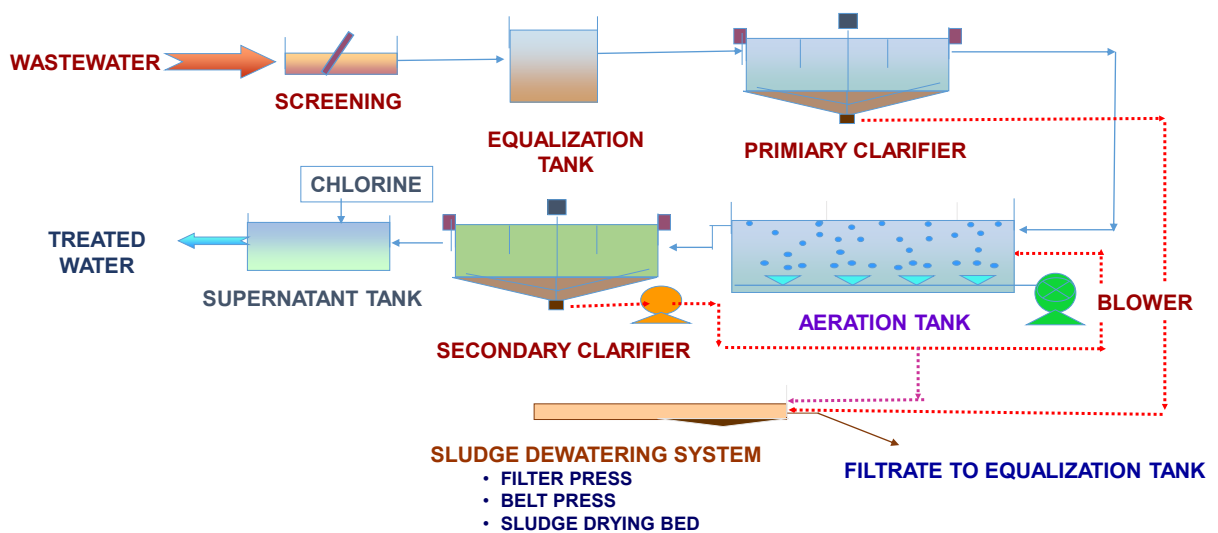 WASTEWATER
SCREENING
EQUALIZATION
TANK
PRIMIARY CLARIFIER
CHLORINE
TREATED
WATER
SUPERNATANT TANK
SECONDARY CLARIFIER
AERATION TANK
BLOWER
SLUDGE DEWATERING SYSTEM
• FILTER PRESS
• BELT PRESS
• SLUDGE DRYING BED
FILTRATE TO EQUALIZATION TANK